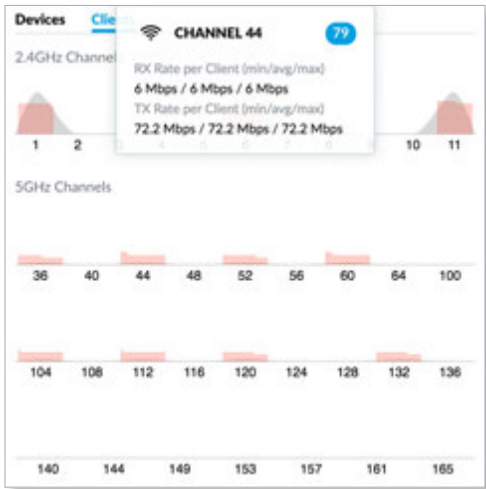 Devices Clie
CHANNEL 44 79
2.4GHz Channel
RX Rate per Client (min/avg/max)
6 Mbps / 6 Mbps / 6 Mbps
TX Rate per Client (min/avg/max)
72.2 Mbps / 72.2 Mbps / 72.2 Mbps
1 2 10 11
5GHz Channels
36 40 44 48 52 56 60 64 100
104 108 112 116 120 124 128 132 136
140 144 149 153 157 161 165